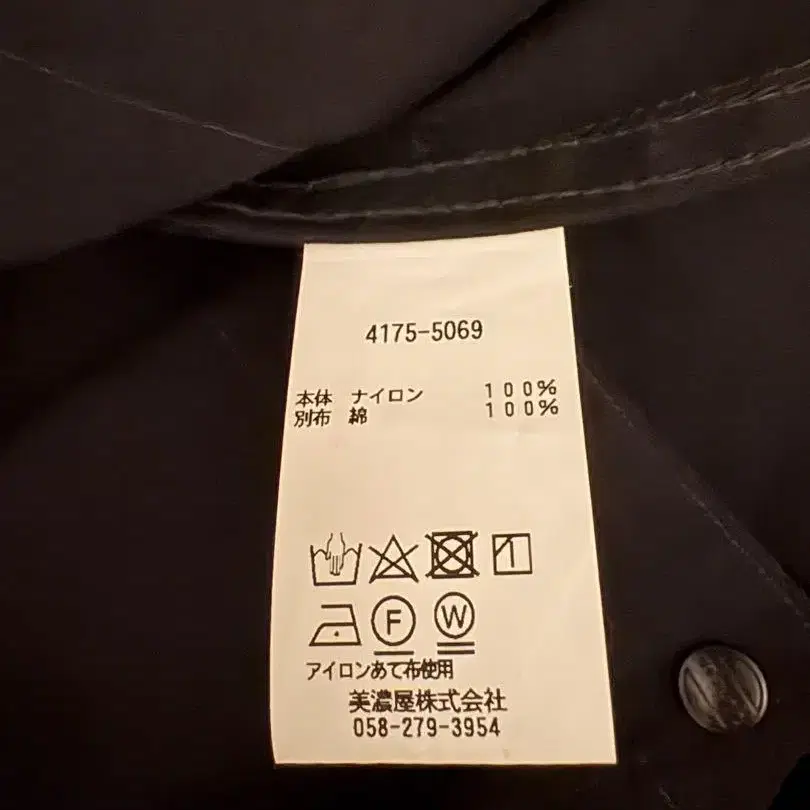 4175-5069
本体 ナイロン 100%
別布 綿 100%
F W
アイロンあて布使用
美濃屋株式会社
058-279-3954